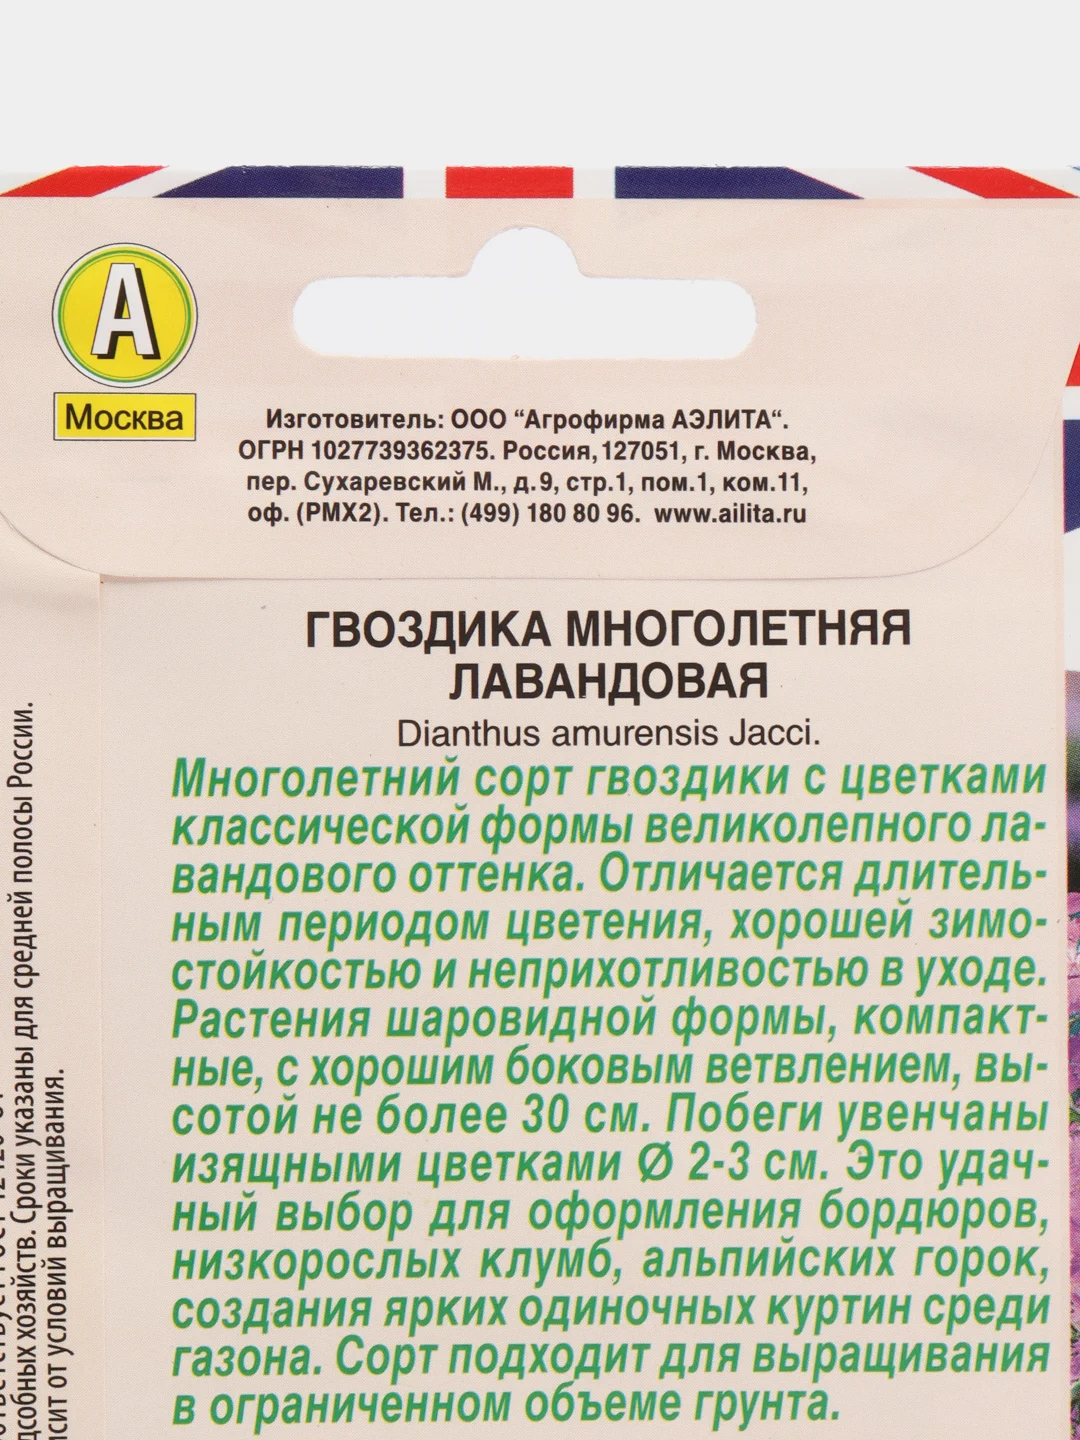 А
Москва
Изготовитель: ООО “Агрофирма АЭЛИТА“.
ОГРН 1027739362375. Россия, 127051, г. Москва,
пер. Сухаревский М., д.9, стр.1, пом.1, ком.11,
оф. (РМХ2). Тел.: (499) 180 80 96. www.ailita.ru
ГВОЗДИКА МНОГОЛЕТНЯЯ
ЛАВАНДОВАЯ
Dianthus amurensis Jacci.
Многолетний сорт гвоздики с цветками
классической формы великолепного ла-
вандового оттенка. Отличается длитель-
ным периодом цветения, хорошей зимо-
стойкостью и неприхотливостью в уходе.
Растения шаровидной формы, компакт-
ные, с хорошим боковым ветвлением, вы-
сотой не более 30 см. Побеги увенчаны
изящными цветками Ø 2-3 см. Это удач-
ный выбор для оформления бордюров,
низкорослых клумб, альпийских горок,
создания ярких одиночных куртин среди
газона. Сорт подходит для выращивания
в ограниченном объеме грунта.
хозяйств. Сроки указаны для средней полосы России.
от условий выращивания.